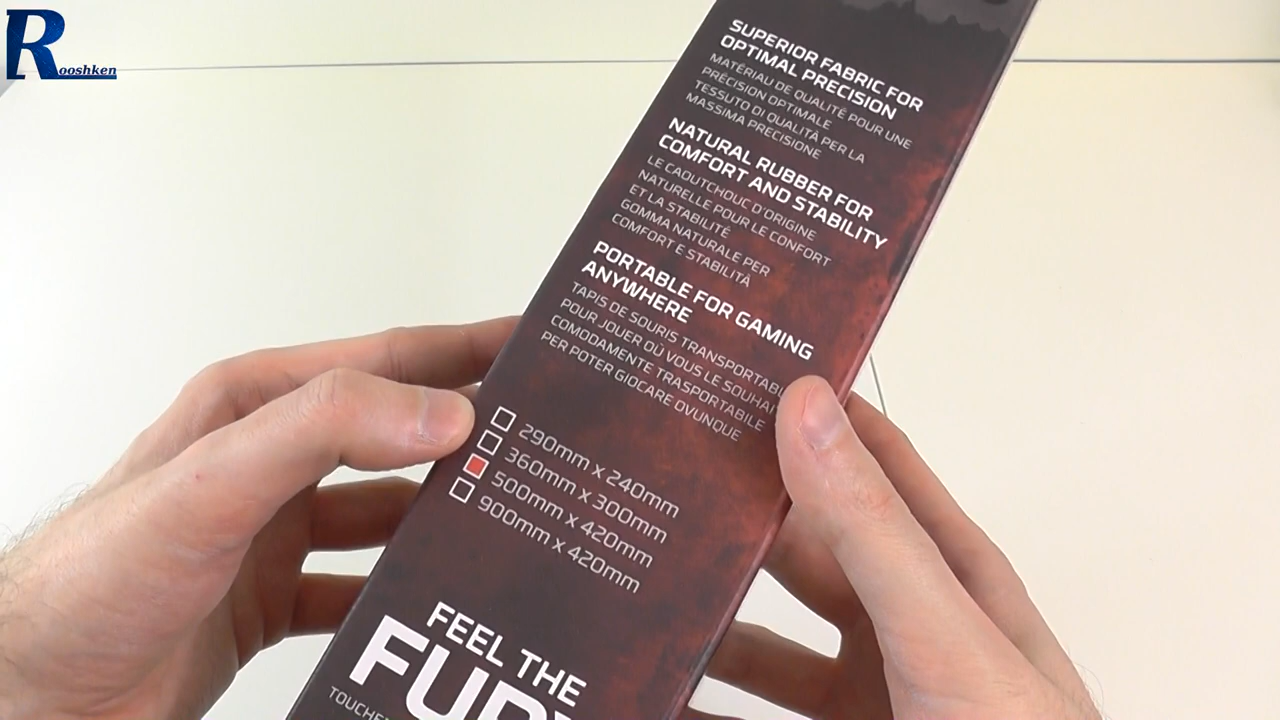 Rooshken
SUPERIOR FABRIC FOR
OPTIMAL PRECISION
MATÉRIAU DE QUALITÉ POUR UNE
PRÉCISION OPTIMALE
TESSUTO DI QUALITÀ PER LA
MASSIMA PRECISIONE
NATURAL RUBBER FOR
COMFORT AND STABILITY
LE CAOUTCHOUC D'ORIGINE
NATURELLE POUR LE CONFORT
ET LA STABILITÉ
GOMMA NATURALE PER
COMFORT E STABILITÀ
PORTABLE FOR GAMING
ANYWHERE
TAPIS DE SOURIS
POUR JOUER OÙ VOUS LE
COMODAMENTE TRASPORTABILE
PER POTER GIOCARE OVUNQUE
290mm x 240mm
360mm x 300mm
500mm x 420mm
900mm x 420mm
FEEL THE
FURY